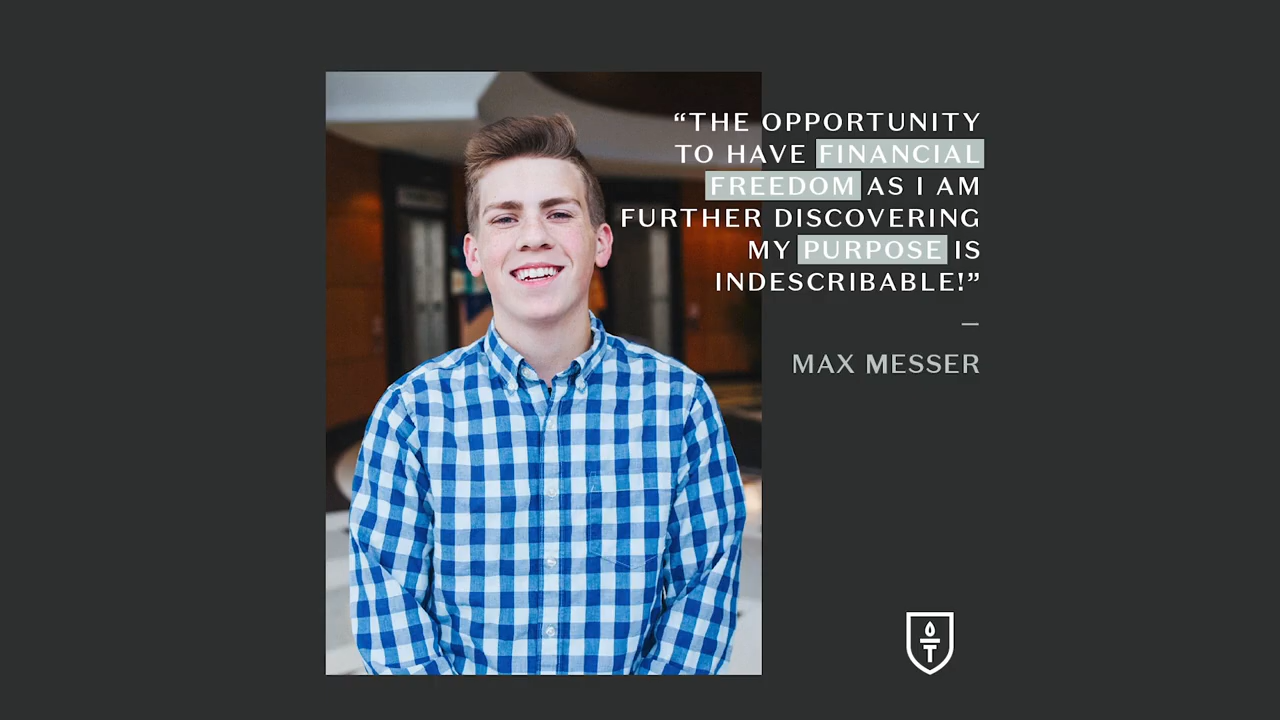 “THE OPPORTUNITY
TO HAVE FINANCIAL
FREEDOM AS I AM
FURTHER DISCOVERING
MY PURPOSE IS
INDESCRIBABLE!”
—
MAX MESSER
T